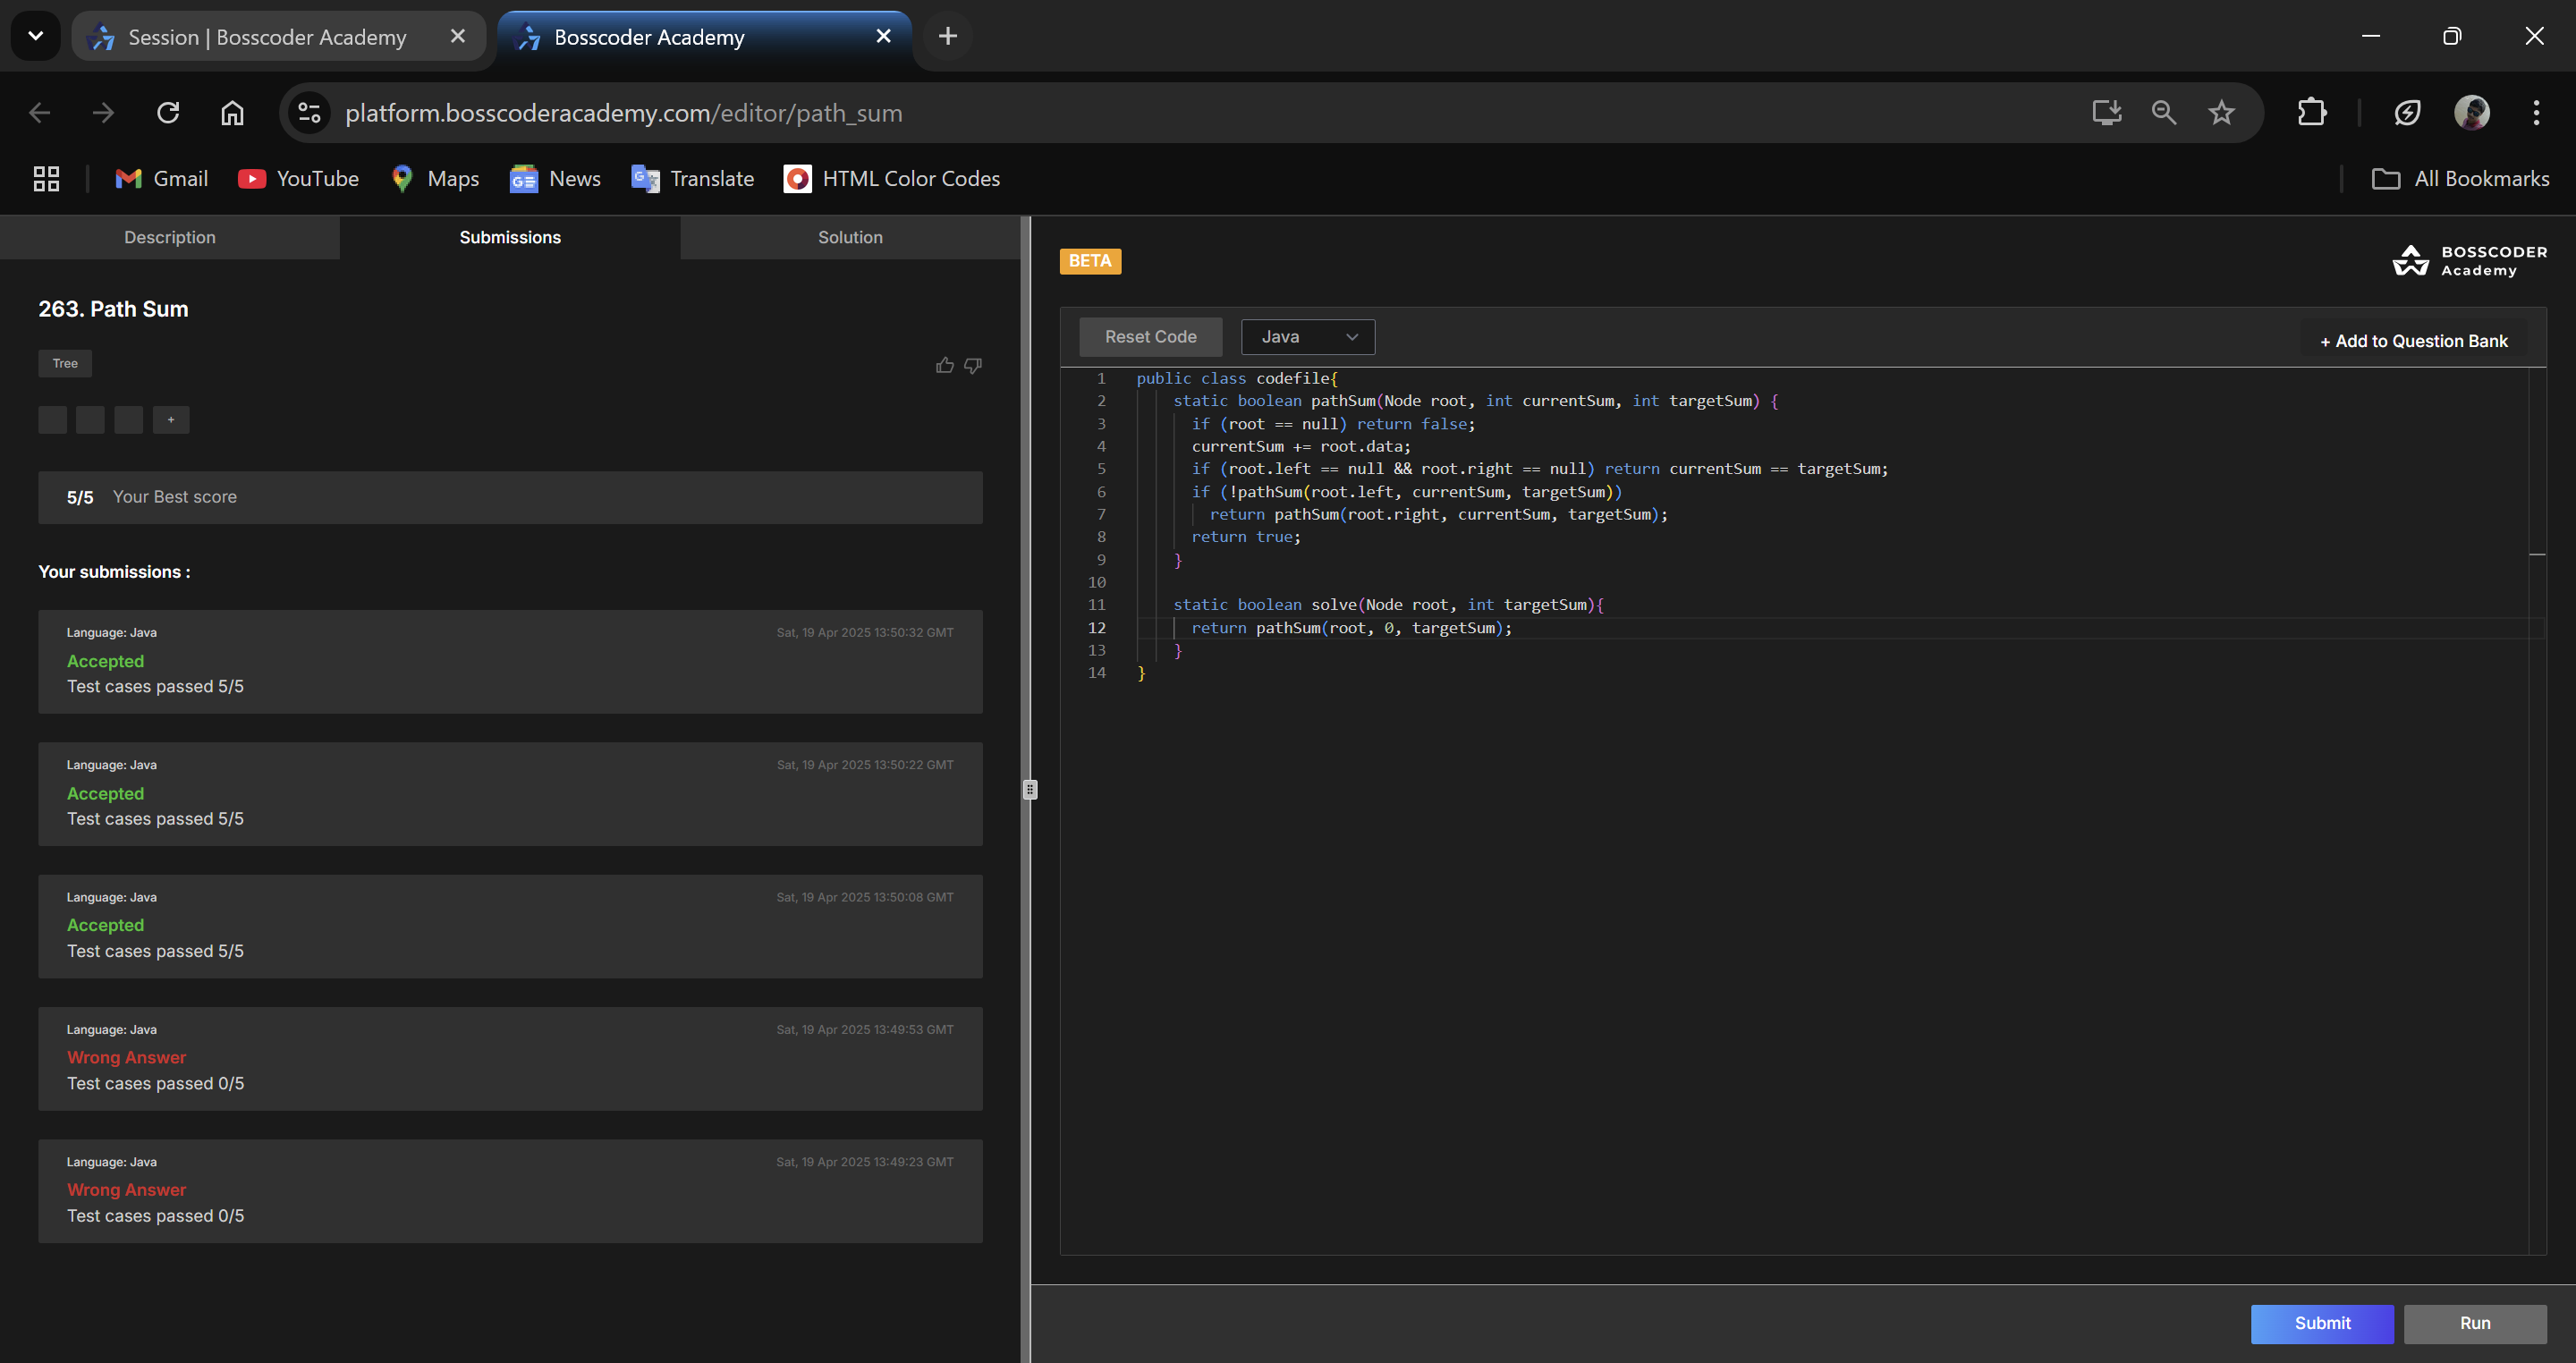 Session | Bosscoder Academy
Bosscoder Academy
platform.bosscoderacademy.com/editor/path_sum
Gmail
YouTube
Maps
News
Translate
HTML Color Codes
All Bookmarks
Description
Submissions
Solution
263. Path Sum
Tree
+
5/5 Your Best score
Your submissions :
Language: Java
Sat, 19 Apr 2025 13:50:32 GMT
Accepted
Test cases passed 5/5
Language: Java
Sat, 19 Apr 2025 13:50:22 GMT
Accepted
Test cases passed 5/5
Language: Java
Sat, 19 Apr 2025 13:50:08 GMT
Accepted
Test cases passed 5/5
Language: Java
Sat, 19 Apr 2025 13:49:53 GMT
Wrong Answer
Test cases passed 0/5
Language: Java
Sat, 19 Apr 2025 13:49:23 GMT
Wrong Answer
Test cases passed 0/5
BETA
BOSSCODER
Academy
Reset Code
Java
+ Add to Question Bank
1 public class codefile{
2 static boolean pathSum(Node root, int currentSum, int targetSum) {
3 if (root == null) return false;
4 currentSum += root.data;
5 if (root.left == null && root.right == null) return currentSum == targetSum;
6 if (!pathSum(root.left, currentSum, targetSum))
7 return pathSum(root.right, currentSum, targetSum);
8 return true;
9 }
10
11 static boolean solve(Node root, int targetSum){
12 return pathSum(root, 0, targetSum);
13 }
14 }
Submit
Run